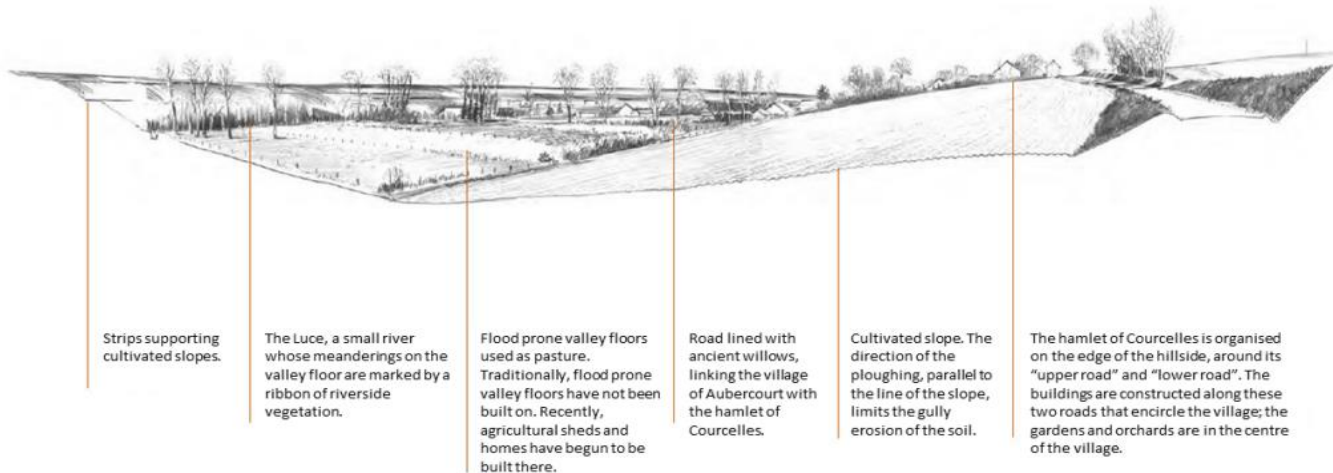 Strips supporting
cultivated slopes.
The Luce, a small river
whose meanderings on the
valley floor are marked by a
ribbon of riverside
vegetation.
Flood prone valley floors
used as pasture.
Traditionally, flood prone
valley floors have not been
built on. Recently,
agricultural sheds and
homes have begun to be
built there.
Road lined with
ancient willows,
linking the village
of Aubercourt with
the hamlet of
Courcelles.
Cultivated slope. The
direction of the
ploughing, parallel to
the line of the slope,
limits the gully
erosion of the soil.
The hamlet of Courcelles is organised
on the edge of the hillside, around its
“upper road” and “lower road”. The
buildings are constructed along these
two roads that encircle the village; the
gardens and orchards are in the centre
of the village.